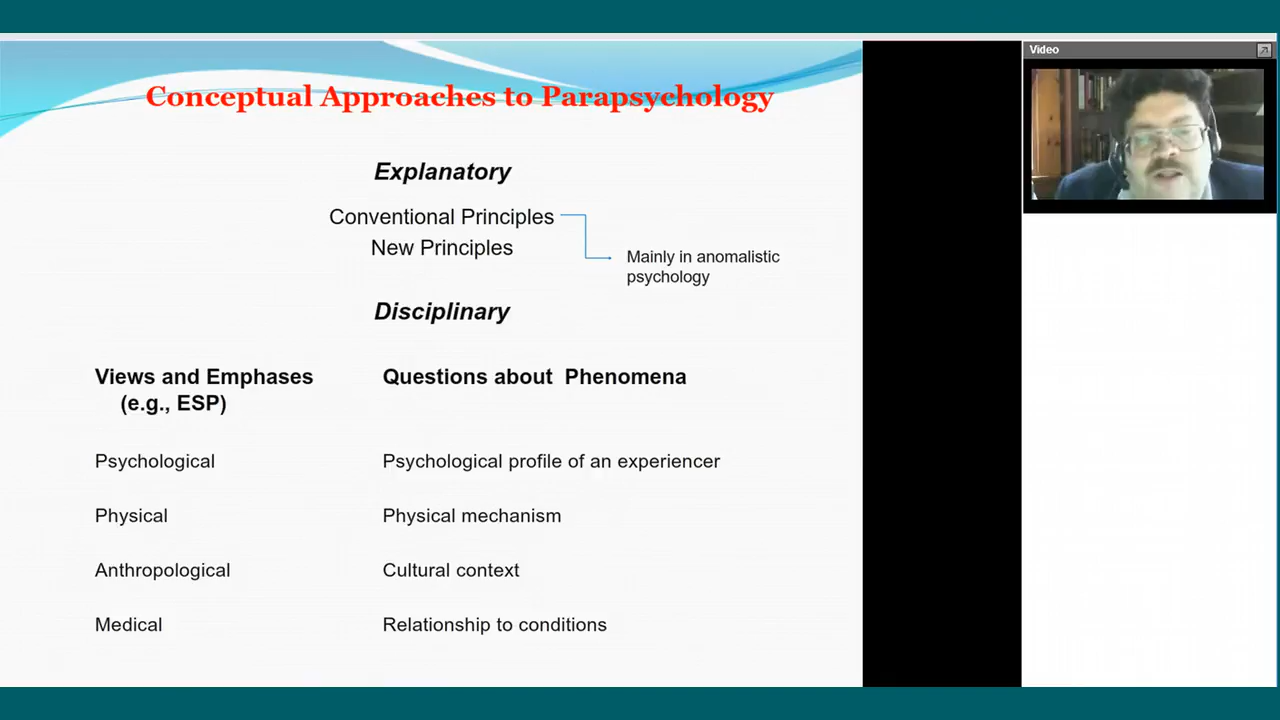 Conceptual Approaches to Parapsychology
Video
Explanatory
Conventional Principles
New Principles
Mainly in anomalistic
psychology
Disciplinary
Views and Emphases
(e.g., ESP)
Questions about Phenomena
Psychological
Psychological profile of an experiencer
Physical
Physical mechanism
Anthropological
Cultural context
Medical
Relationship to conditions